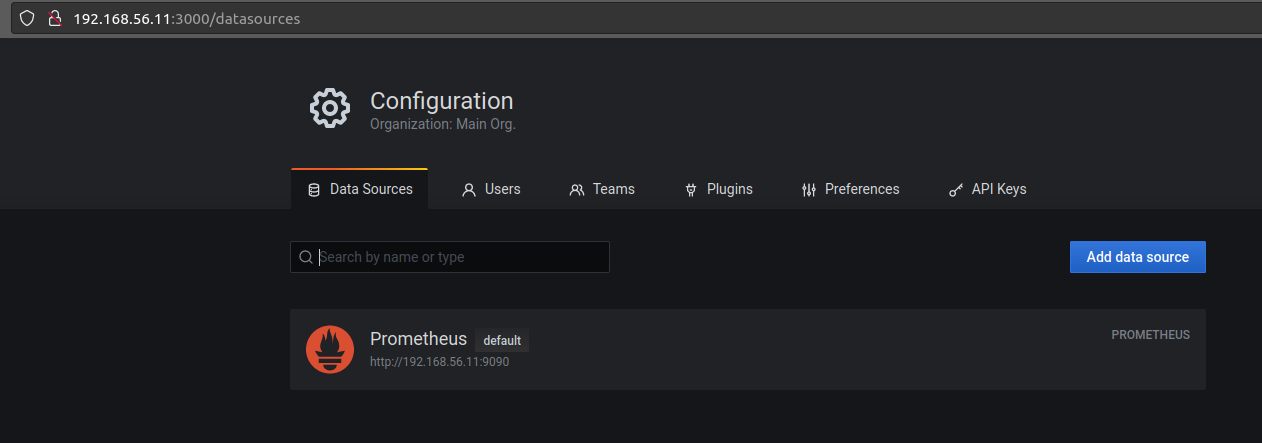 192.168.56.11:3000/datasources
Configuration
Organization: Main Org.
Data Sources Users Teams Plugins Preferences API Keys
Search by name or type Add data source
Prometheus default PROMETHEUS
http://192.168.56.11:9090